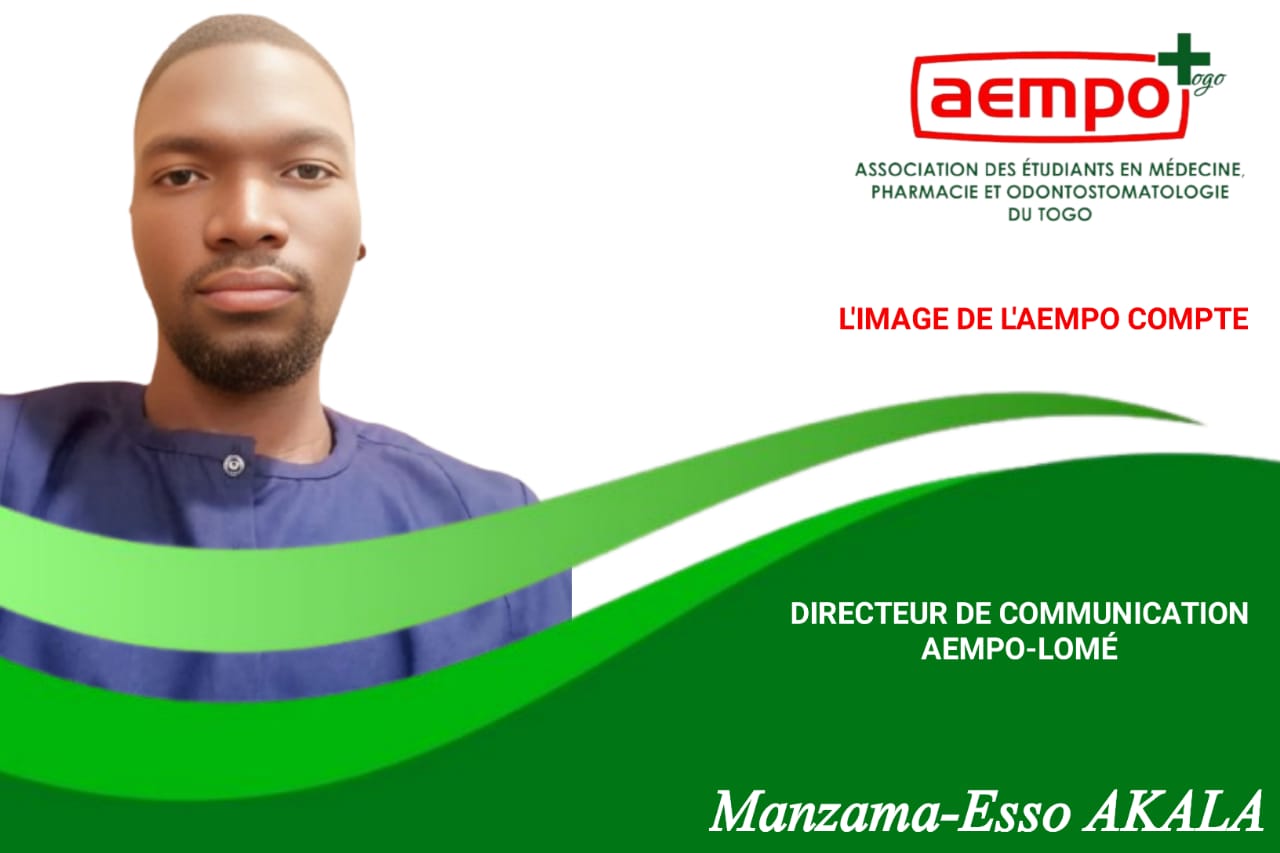 aempo
Togo
ASSOCIATION DES ÉTUDIANTS EN MÉDECINE,
PHARMACIE ET ODONTOSTOMATOLOGIE
DU TOGO
L'IMAGE DE L'AEMPO COMPTE
DIRECTEUR DE COMMUNICATION
AEMPO-LOMÉ
Manzama-Esso AKALA